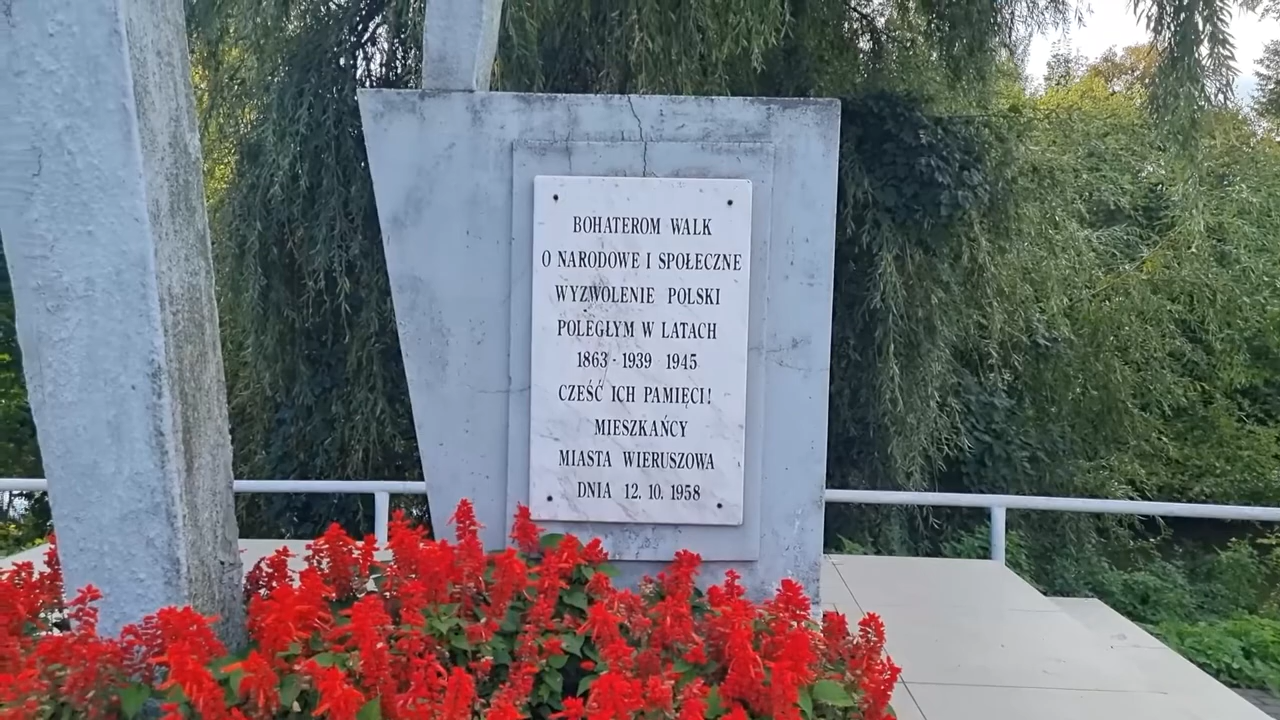 BOHATEROM WALK
O NARODOWE I SPOŁECZNE
WYZWOLENIE POLSKI
POLEGŁYM W LATACH
1863 - 1939 1945
CZEŚĆ ICH PAMIĘCI!
MIESZKAŃCY
MIASTA WIERUSZOWA
DNIA 12. 10. 1958